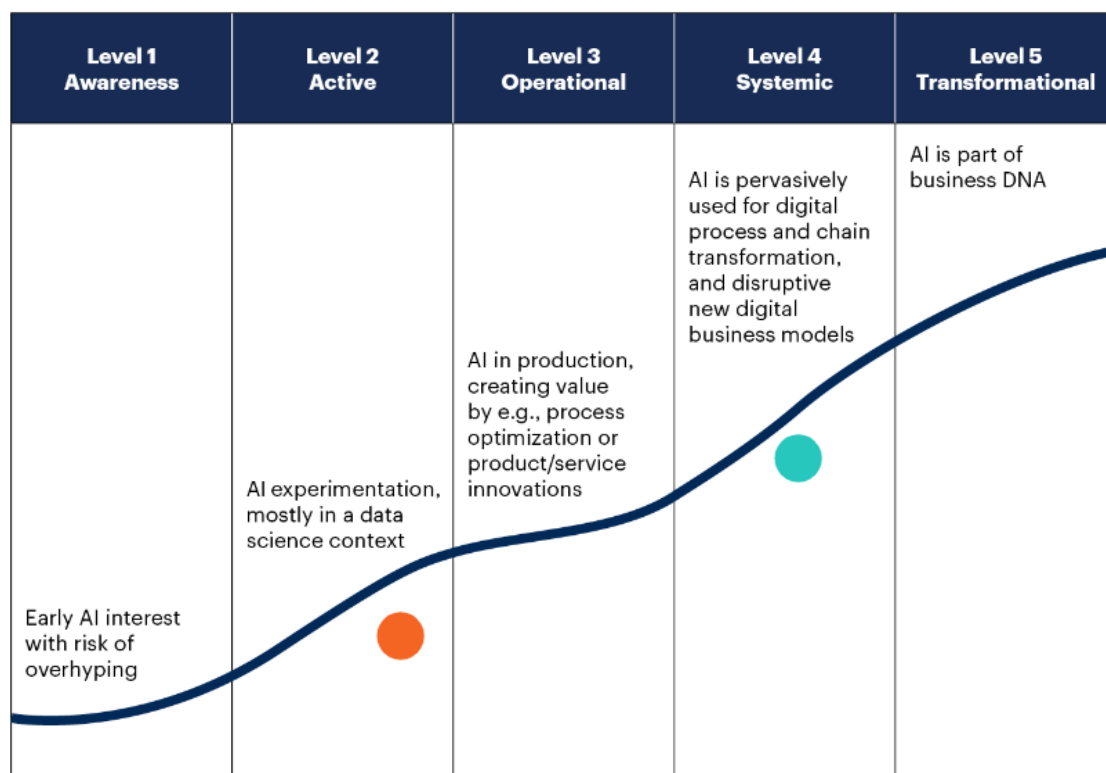 Level 1
Awareness
Level 2
Active
Level 3
Operational
Level 4
Systemic
Level 5
Transformational
Early AI interest
with risk of
overhyping
AI experimentation,
mostly in a data
science context
AI in production,
creating value
by e.g., process
optimization or
product/service
innovations
AI is pervasively
used for digital
process and chain
transformation,
and disruptive
new digital
business models
AI is part of
business DNA